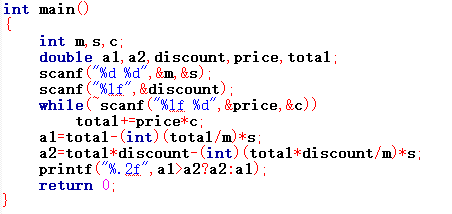 int main()
{
int m,s,c;
double a1,a2,discount,price,total;
scanf("%d %d",&m,&s);
scanf("%lf",&discount);
while(~scanf("%lf %d",&price,&c))
total+=price*c;
a1=total-(int)(total/m)*s;
a2=total*discount-(int)(total*discount/m)*s;
printf("%.2f",a1>a2?a2:a1);
return 0;
}